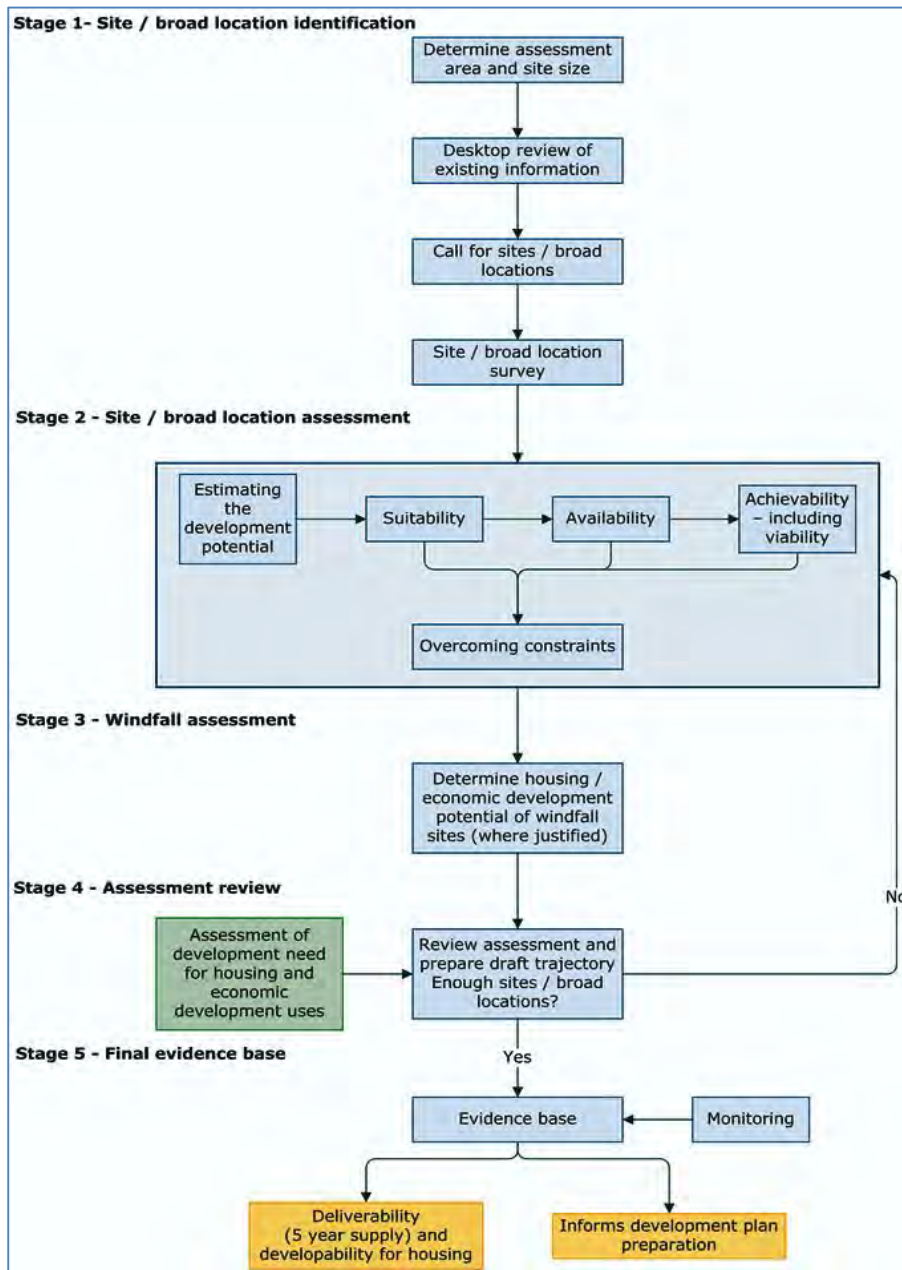 Stage 1- Site / broad location identification
Determine assessment
area and site size
Desktop review of
existing information
Call for sites / broad
locations
Site / broad location
survey
Stage 2 - Site / broad location assessment
Estimating
the
development
potential
Suitability
Availability
Achievability
– including
viability
Overcoming constraints
Stage 3 - Windfall assessment
Determine housing /
economic development
potential of windfall
sites (where justified)
Stage 4 - Assessment review
No
Assessment of
development need
for housing and
economic
development uses
Review assessment and
prepare draft trajectory
Enough sites / broad
locations?
Stage 5 - Final evidence base
Yes
Evidence base
Monitoring
Deliverability
(5 year supply) and
developability for housing
Informs development plan
preparation